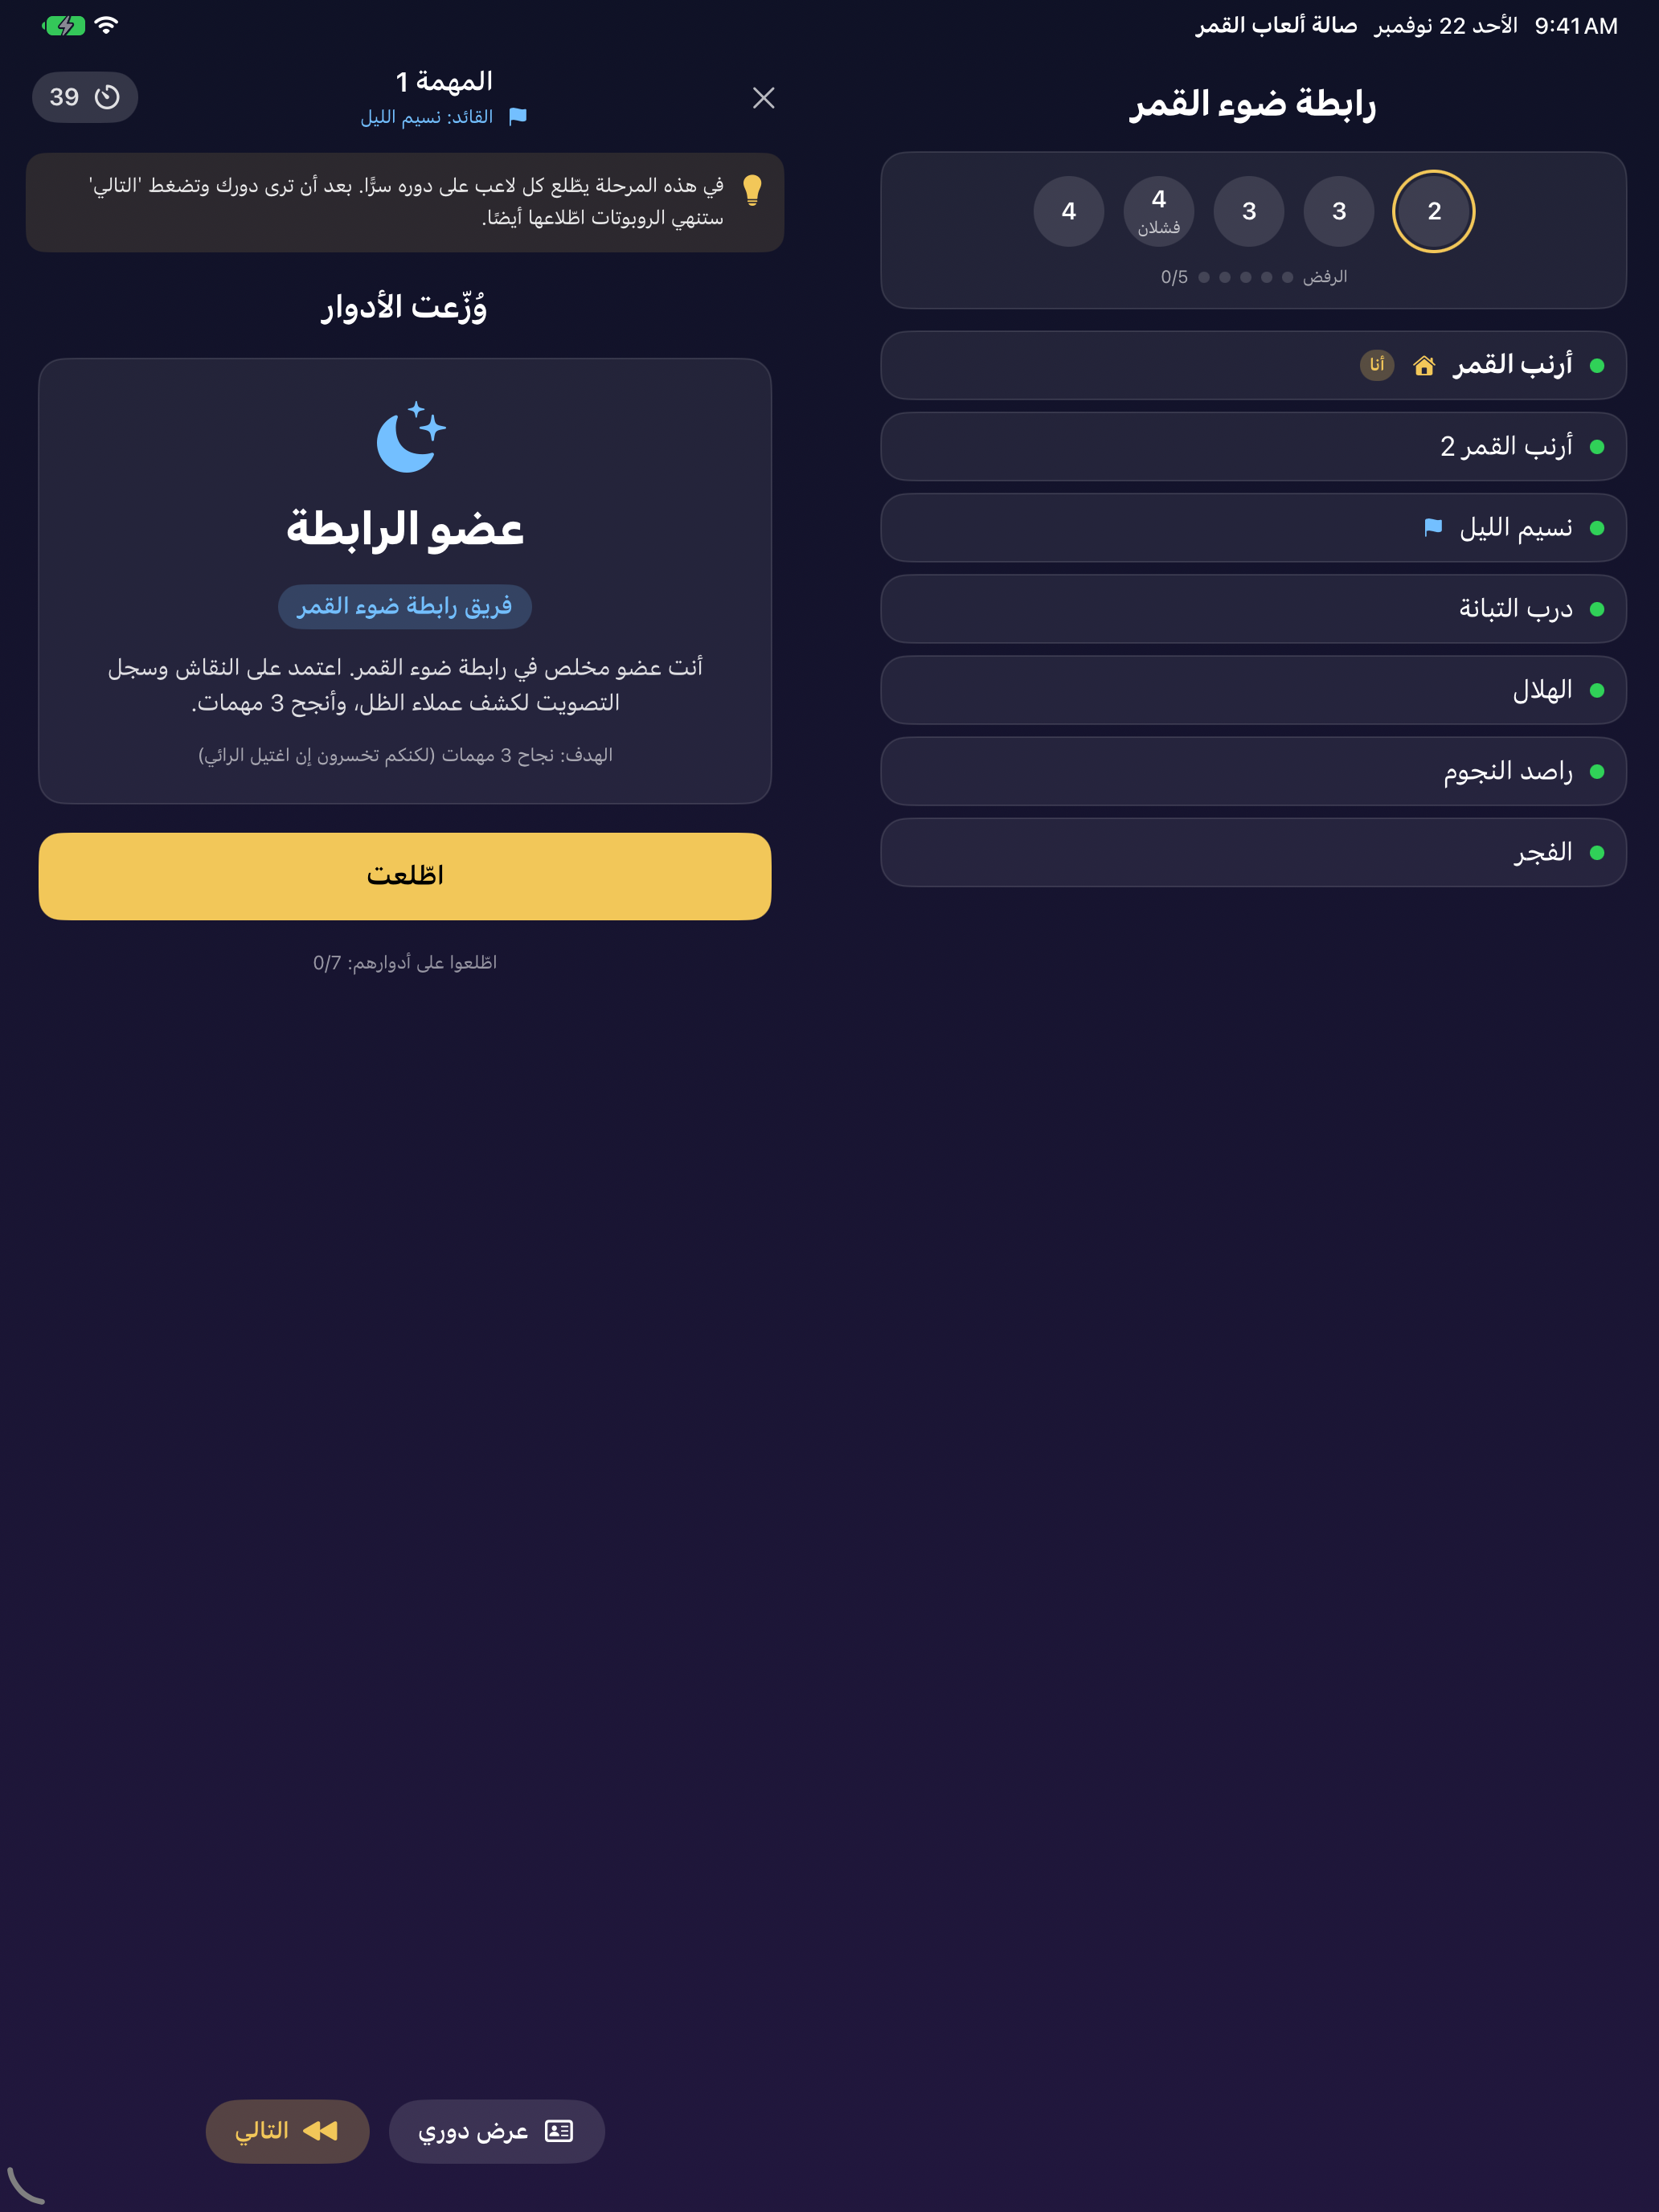 9:41 AM الأحد 22 نوفمبر صالة ألعاب القمر
رابطة ضوء القمر
2
3
3
4
فشلان
4
الرفض 0/5
أرنب القمر أنا
أرنب القمر 2
نسيم الليل
درب التبانة
الهلال
راصد النجوم
الفجر
المهمة 1
القائد: نسيم الليل
39
في هذه المرحلة يطّلع كل لاعب على دوره سرًّا. بعد أن ترى دورك وتضغط 'التالي'
ستنهي الروبوتات اطّلاعها أيضًا.
وُزّعت الأدوار
عضو الرابطة
فريق رابطة ضوء القمر
أنت عضو مخلص في رابطة ضوء القمر. اعتمد على النقاش وسجل
التصويت لكشف عملاء الظل، وأنجح 3 مهمات.
الهدف: نجاح 3 مهمات (لكنكم تخسرون إن اغتيل الرائي)
اطّلعت
اطّلعوا على أدوارهم: 0/7
عرض دوري
التالي